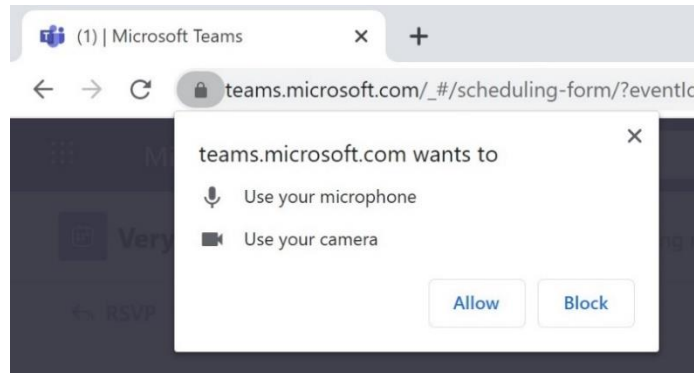 (1) | Microsoft Teams
teams.microsoft.com/_#/scheduling-form/?eventId
teams.microsoft.com wants to
Use your microphone
Use your camera
Allow Block
Very
RSVP